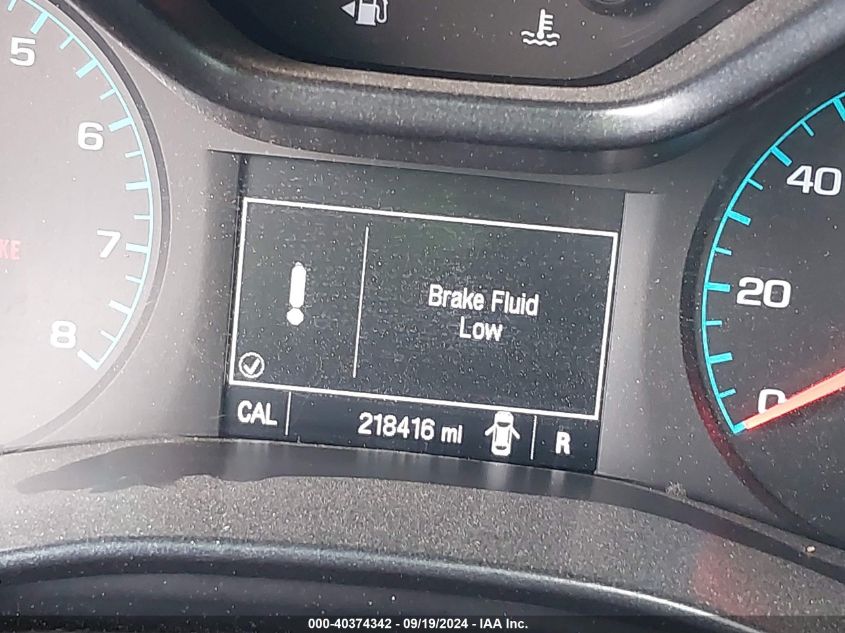 5
6
7
8
KE
Brake Fluid
Low
CAL
218416 mi
R
40
20
0
000-40374342 - 09/19/2024 - IAA Inc.